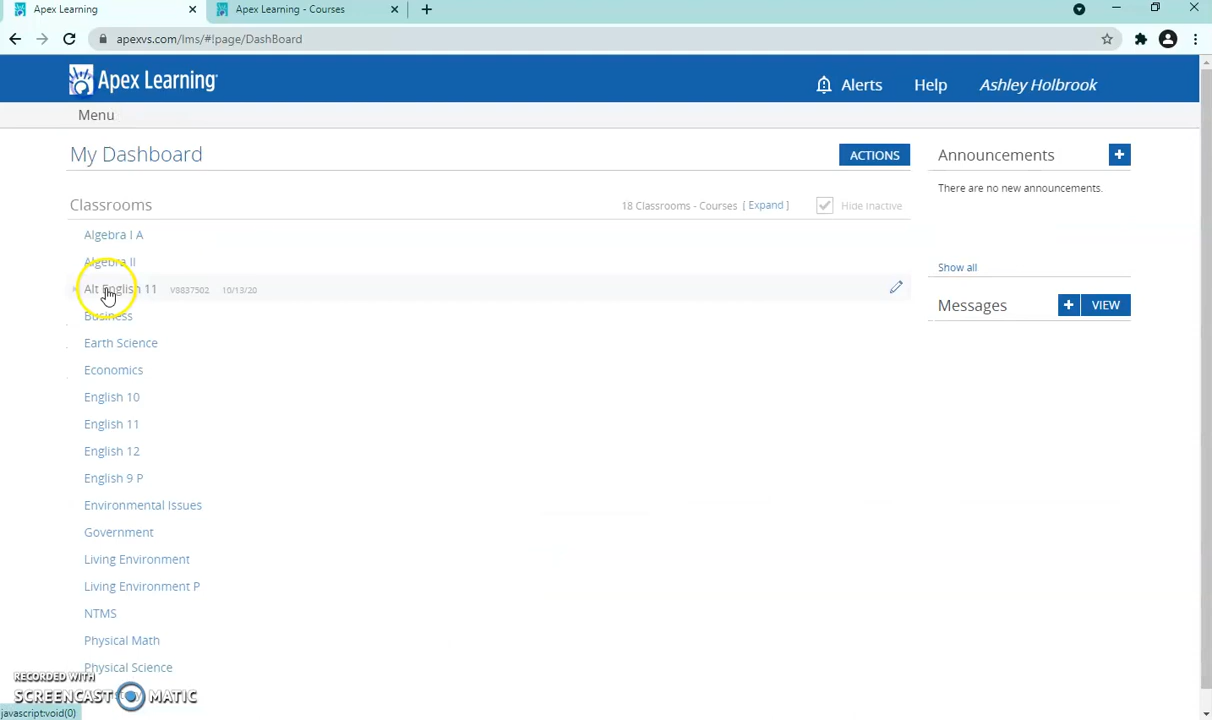 Apex Learning
Apex Learning - Courses
apexvs.com/lms/#!page/DashBoard
Apex Learning
Alerts
Help
Ashley Holbrook
Menu
My Dashboard
ACTIONS
Announcements
There are no new announcements.
Classrooms
18 Classrooms - Courses [ Expand ]
Hide Inactive
Algebra I A
Algebra II
Show all
Alt English 11
V8837502
10/13/20
Messages
VIEW
Business
Earth Science
Economics
English 10
English 11
English 12
English 9 P
Environmental Issues
Government
Living Environment
Living Environment P
NTMS
Physical Math
Physical Science
RECORDED WITH
SCREENCAST MATIC
javascript:void(0)